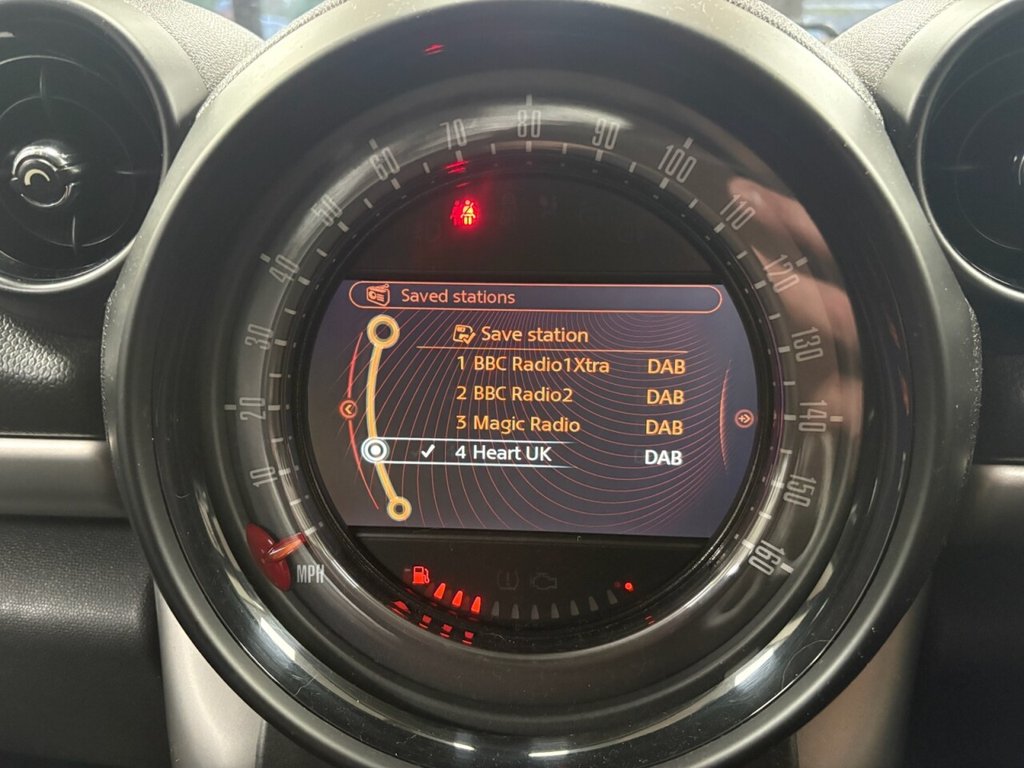 Saved stations
Save station
1 BBC Radio1Xtra DAB
2 BBC Radio2 DAB
3 Magic Radio DAB
4 Heart UK DAB
10
20
30
40
50
60
70
80
90
100
110
120
130
140
150
160
MPH